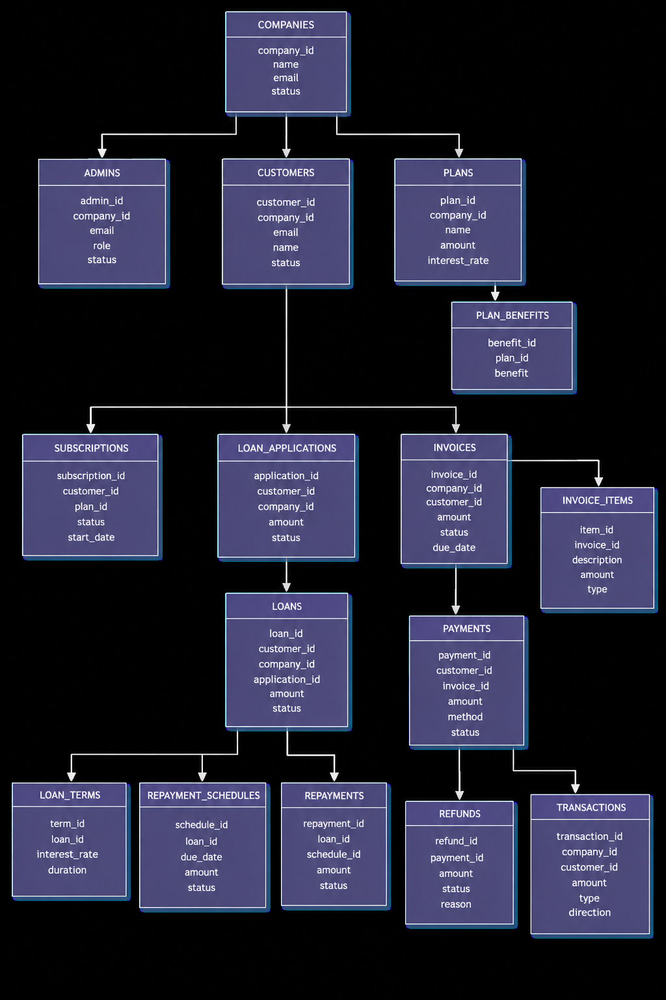 COMPANIES
company_id
name
email
status
ADMINS
admin_id
company_id
email
role
status
CUSTOMERS
customer_id
company_id
email
name
status
PLANS
plan_id
company_id
name
amount
interest_rate
PLAN_BENEFITS
benefit_id
plan_id
benefit
SUBSCRIPTIONS
subscription_id
customer_id
plan_id
status
start_date
LOAN_APPLICATIONS
application_id
customer_id
company_id
amount
status
INVOICES
invoice_id
company_id
customer_id
amount
status
due_date
INVOICE_ITEMS
item_id
invoice_id
description
amount
type
LOANS
loan_id
customer_id
company_id
application_id
amount
status
PAYMENTS
payment_id
customer_id
invoice_id
amount
method
status
LOAN_TERMS
term_id
loan_id
interest_rate
duration
REPAYMENT_SCHEDULES
schedule_id
loan_id
due_date
amount
status
REPAYMENTS
repayment_id
loan_id
schedule_id
amount
status
REFUNDS
refund_id
payment_id
amount
status
reason
TRANSACTIONS
transaction_id
company_id
customer_id
amount
type
direction